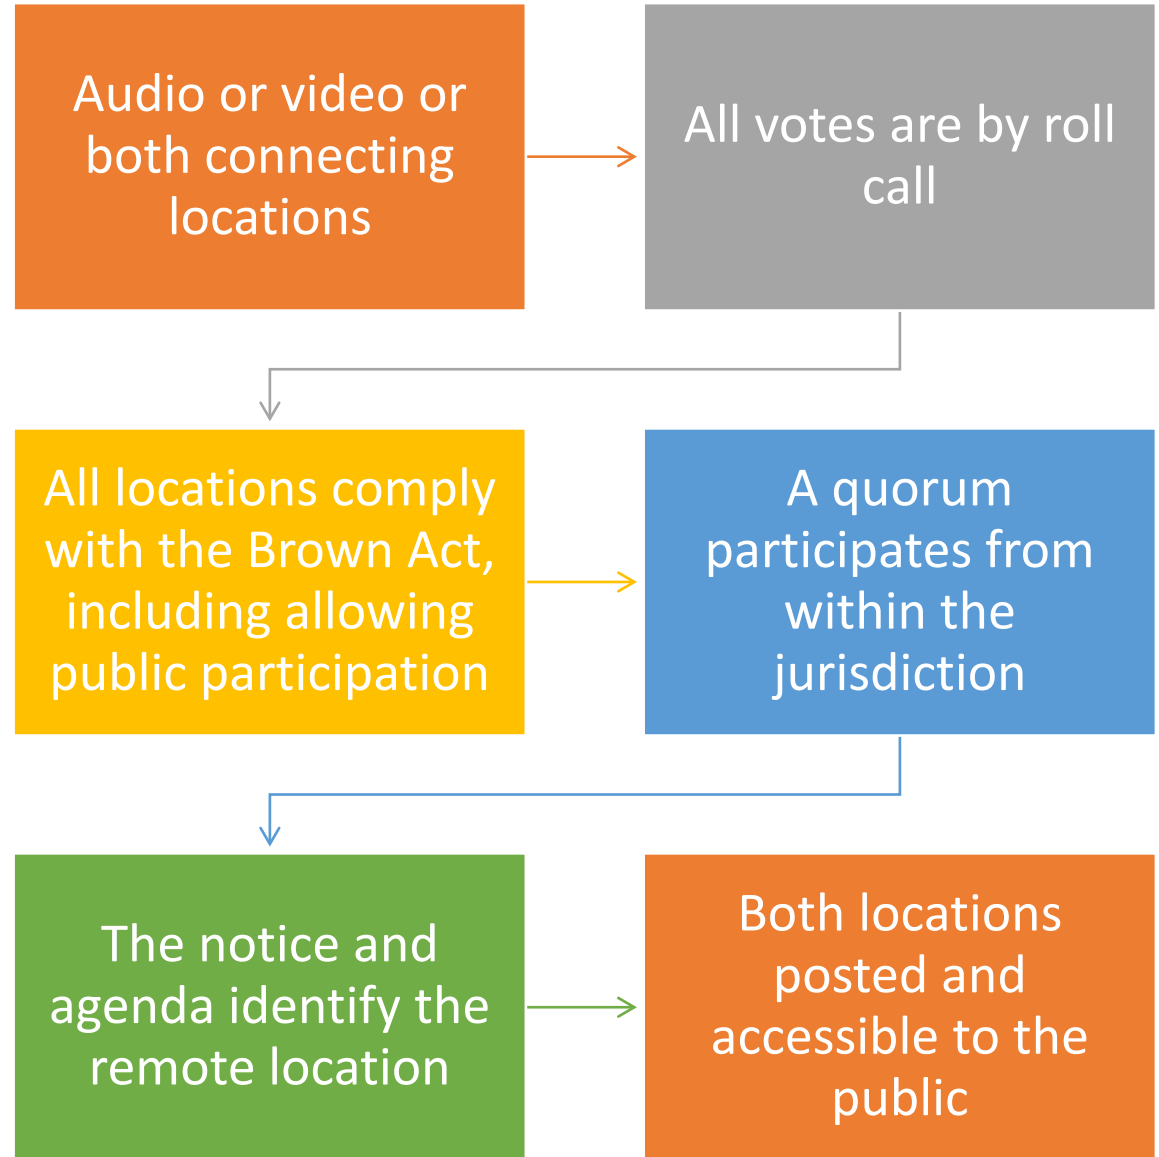 Audio or video or
both connecting
locations
All votes are by roll
call
All locations comply
with the Brown Act,
including allowing
public participation
A quorum
participates from
within the
jurisdiction
The notice and
agenda identify the
remote location
Both locations
posted and
accessible to the
public